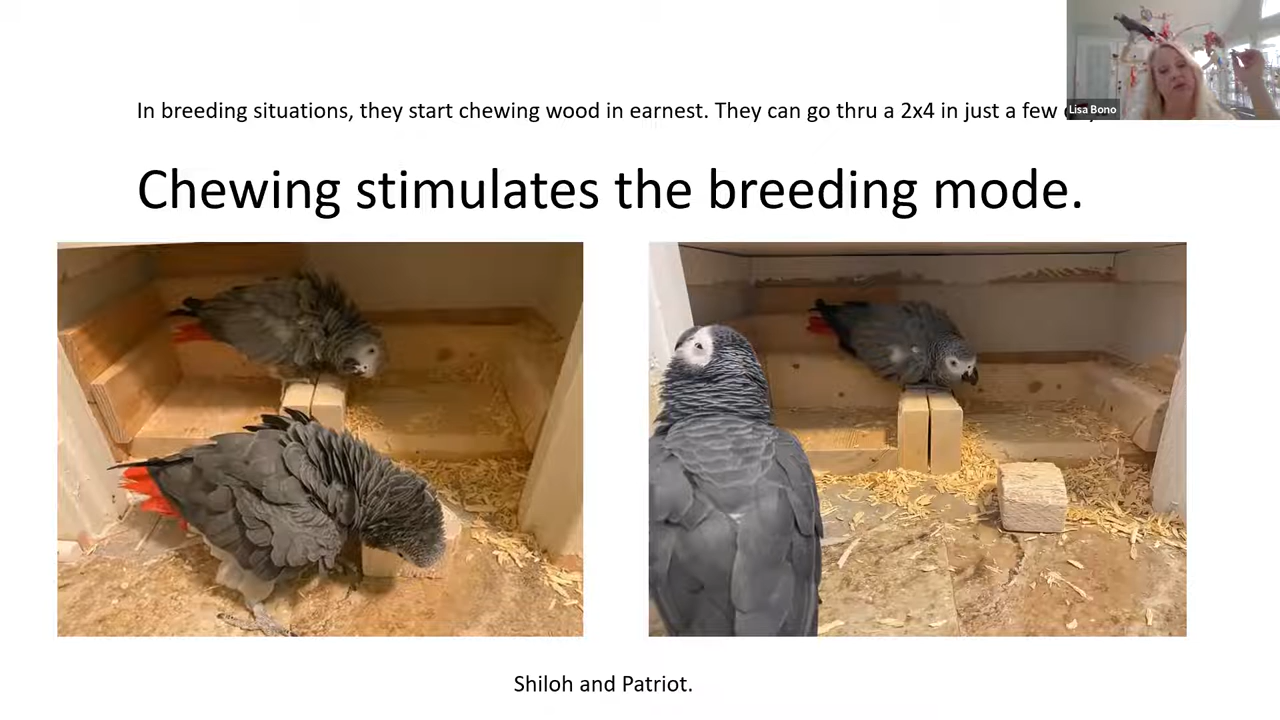 In breeding situations, they start chewing wood in earnest. They can go thru a 2x4 in just a few
Lisa Bono
Chewing stimulates the breeding mode.
Shiloh and Patriot.